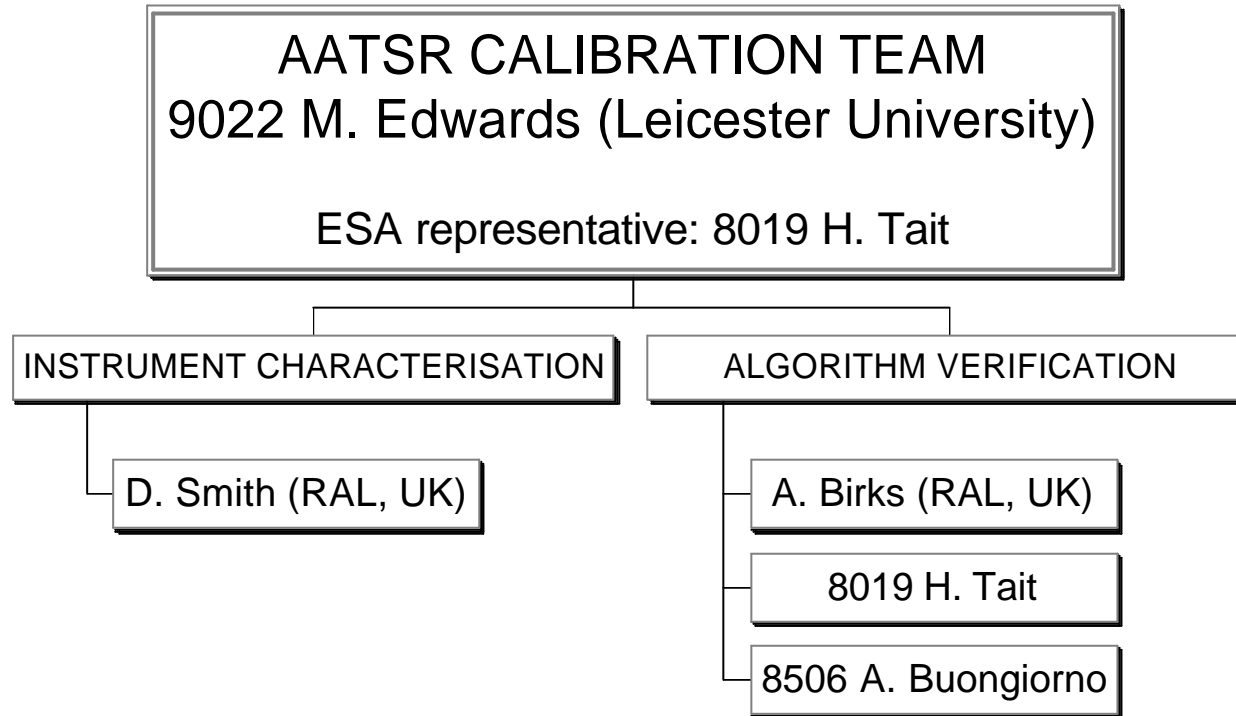 AATSR CALIBRATION TEAM
9022 M. Edwards (Leicester University)
ESA representative: 8019 H. Tait
INSTRUMENT CHARACTERISATION
D. Smith (RAL, UK)
ALGORITHM VERIFICATION
A. Birks (RAL, UK)
8019 H. Tait
8506 A. Buongiorno